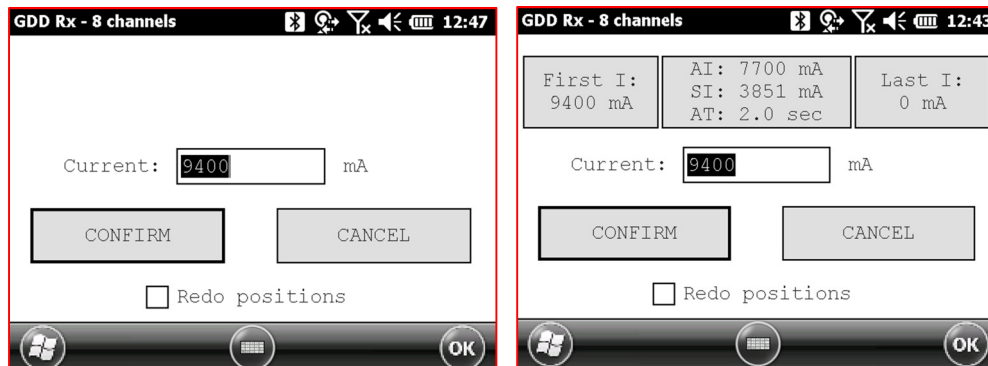 GDD Rx - 8 channels 12:47
Current: 9400 mA
CONFIRM CANCEL
Redo positions
OK
GDD Rx - 8 channels 12:43
First I:
9400 mA
AI: 7700 mA
SI: 3851 mA
AT: 2.0 sec
Last I:
0 mA
Current: 9400 mA
CONFIRM CANCEL
Redo positions
OK